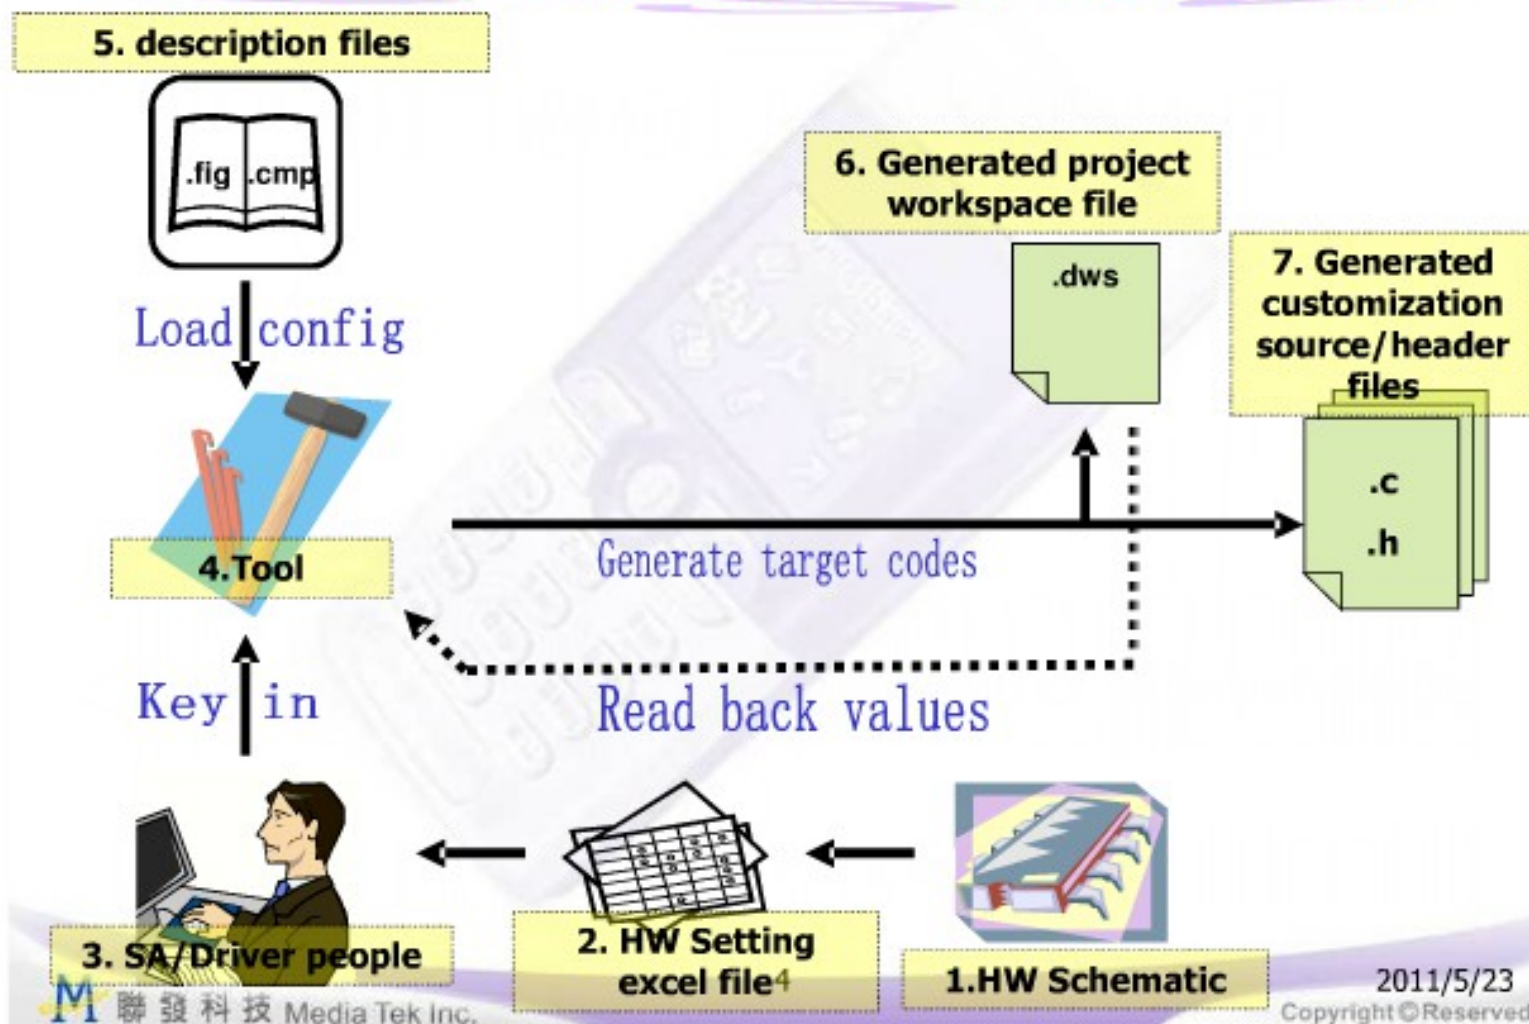 5. description files
.fig .cmp
Load config
6. Generated project
workspace file
.dws
7. Generated
customization
source/header
files
.c
.h
4.Tool
Generate target codes
Key in
Read back values
3. SA/Driver people
2. HW Setting
excel file4
1.HW Schematic
2011/5/23
聯發科技 Media Tek Inc.
Copyright © Reserved